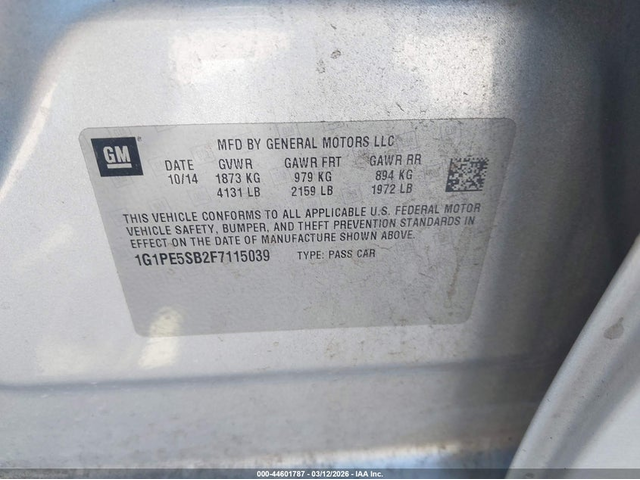 GM
MFD BY GENERAL MOTORS LLC
DATE GVWR GAWR FRT GAWR RR
10/14 1873 KG 979 KG 894 KG
4131 LB 2159 LB 1972 LB
THIS VEHICLE CONFORMS TO ALL APPLICABLE U.S. FEDERAL MOTOR
VEHICLE SAFETY, BUMPER, AND THEFT PREVENTION STANDARDS IN
EFFECT ON THE DATE OF MANUFACTURE SHOWN ABOVE.
1G1PE5SB2F7115039 TYPE: PASS CAR
000-44601787 - 03/12/2026 - IAA Inc.